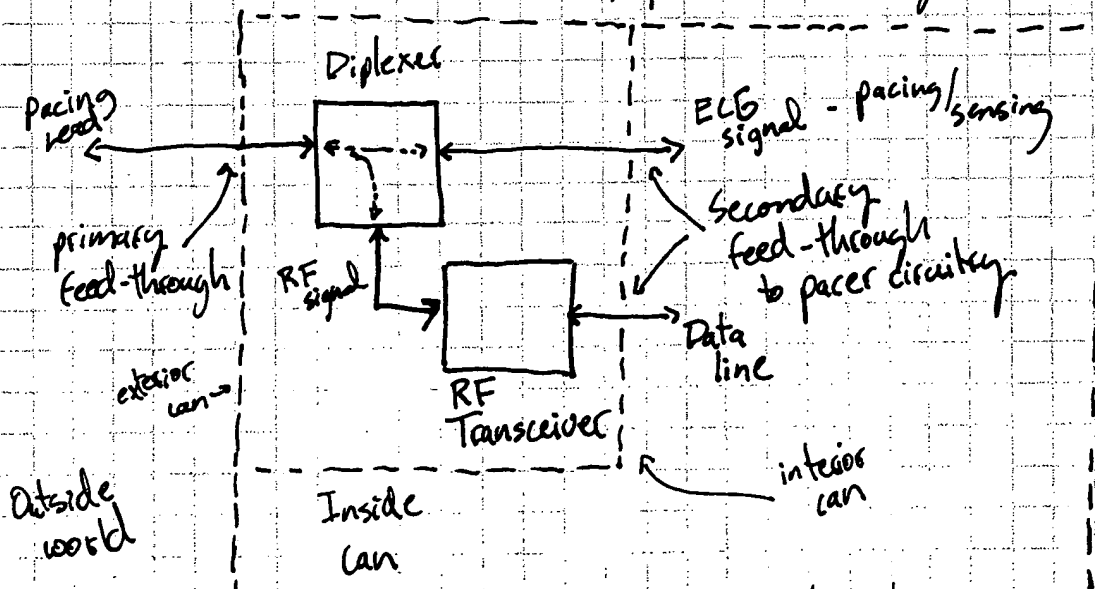 Diplexer
pacing
lead
ECG
signal - pacing/
sensing
primary
feed-through
RF
signal
Secondary
feed-through
to pacer circuitry
Data
line
exterior
can
RF
Transceiver
interior
can
Outside
world
Inside
can